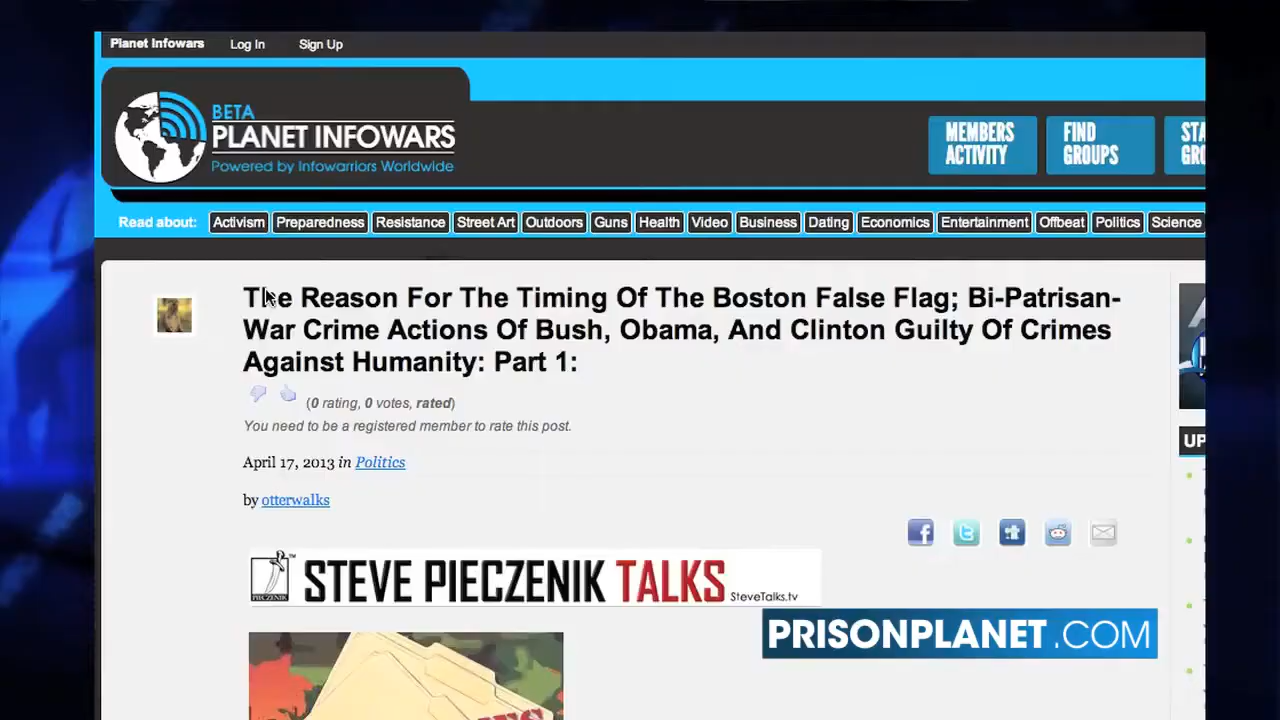 Planet Infowars Log In Sign Up
BETA
PLANET INFOWARS
Powered by Infowarriors Worldwide
MEMBERS
ACTIVITY
FIND
GROUPS
Read about: Activism Preparedness Resistance Street Art Outdoors Guns Health Video Business Dating Economics Entertainment Offbeat Politics Science
The Reason For The Timing Of The Boston False Flag; Bi-Patrisan-
War Crime Actions Of Bush, Obama, And Clinton Guilty Of Crimes
Against Humanity: Part 1:
(0 rating, 0 votes, rated)
You need to be a registered member to rate this post.
UP
April 17, 2013 in Politics
by otterwalks
STEVE PIECZENIK TALKS
SteveTalks.tv
PIECZENIK
PRISONPLANET.COM